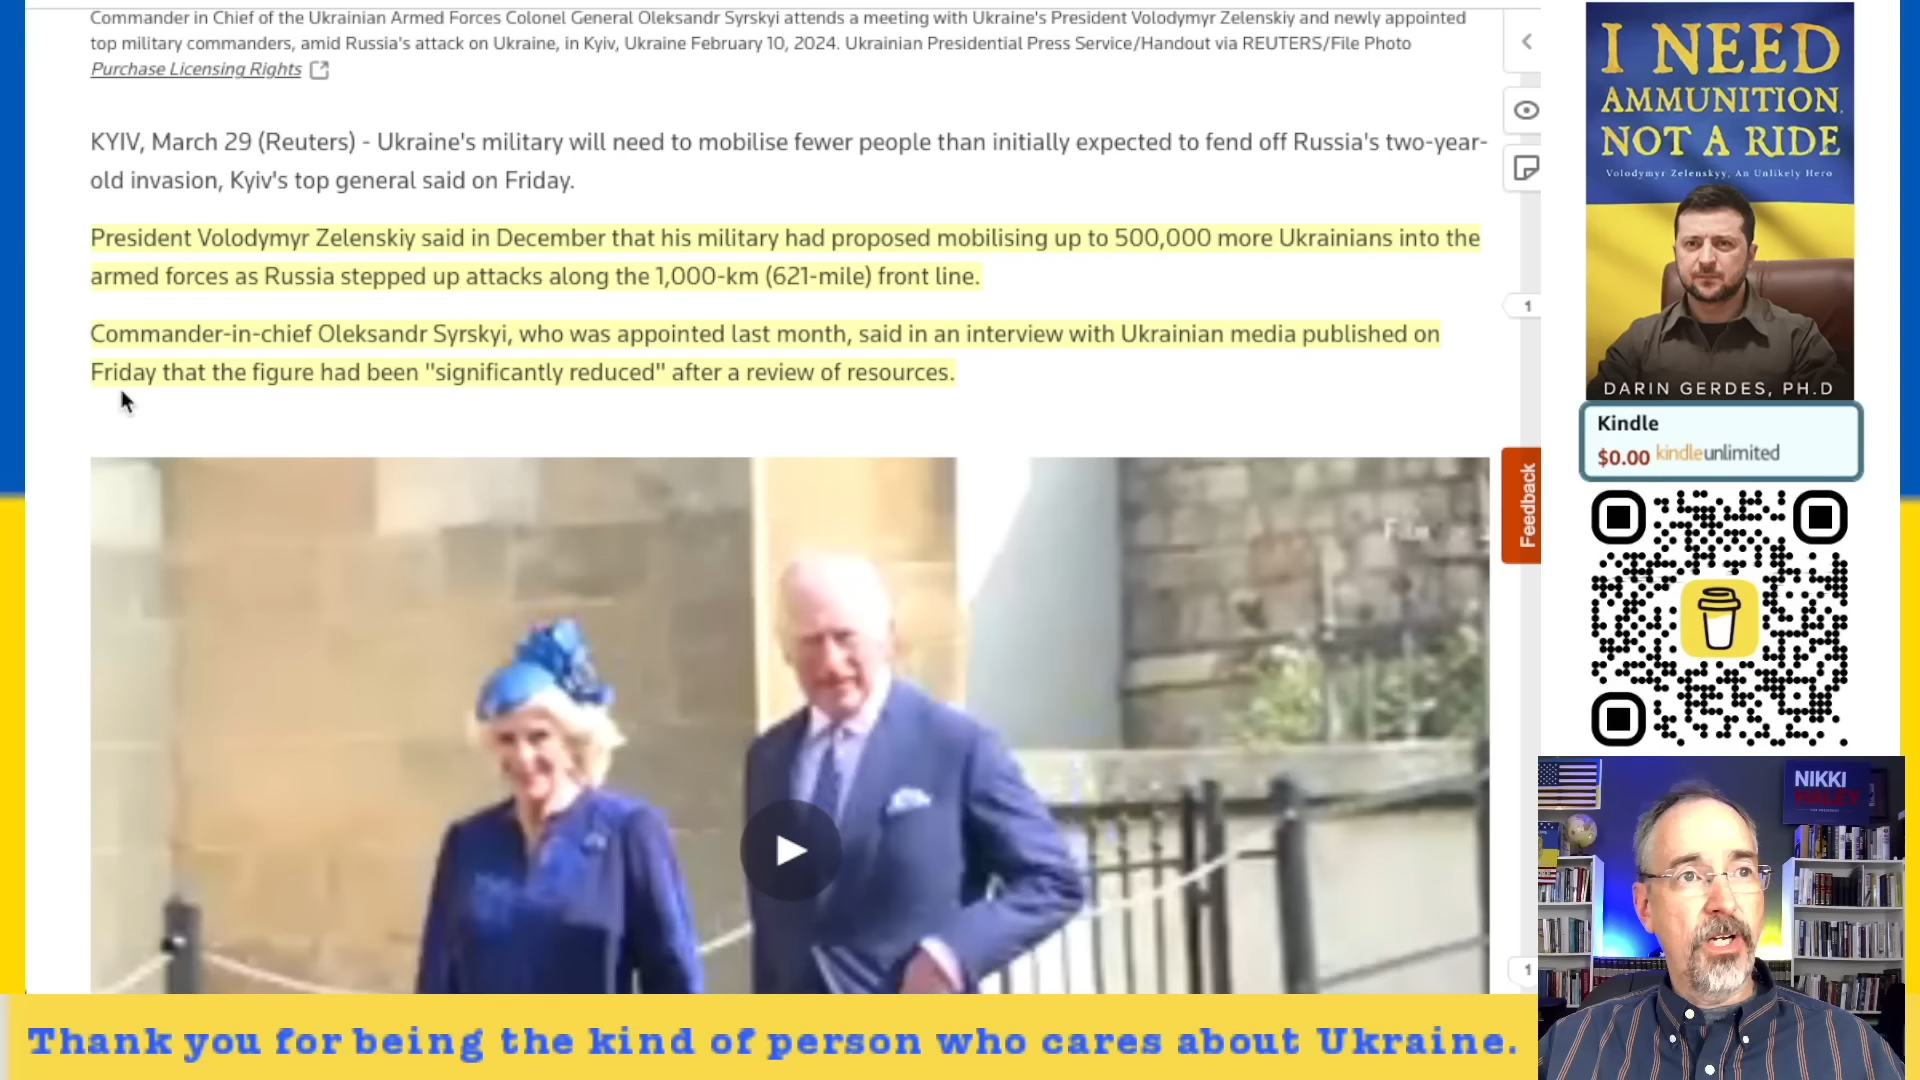 Commander in Chief of the Ukrainian Armed Forces Colonel General Oleksandr Syrskyi attends a meeting with Ukraine's President Volodymyr Zelenskiy and newly appointed
top military commanders, amid Russia's attack on Ukraine, in Kyiv, Ukraine February 10, 2024. Ukrainian Presidential Press Service/Handout via REUTERS/File Photo
Purchase Licensing Rights
KYIV, March 29 (Reuters) - Ukraine's military will need to mobilise fewer people than initially expected to fend off Russia's two-year-
old invasion, Kyiv's top general said on Friday.
President Volodymyr Zelenskiy said in December that his military had proposed mobilising up to 500,000 more Ukrainians into the
armed forces as Russia stepped up attacks along the 1,000-km (621-mile) front line.
Commander-in-chief Oleksandr Syrskyi, who was appointed last month, said in an interview with Ukrainian media published on
Friday that the figure had been "significantly reduced" after a review of resources.
1
Feedback
1
I NEED
AMMUNITION,
NOT A RIDE
Volodymyr Zelenskyy, An Unlikely Hero
DARIN GERDES, PH.D
Kindle
$0.00 kindleunlimited
NIKKI
HALEY
Thank you for being the kind of person who cares about Ukraine.